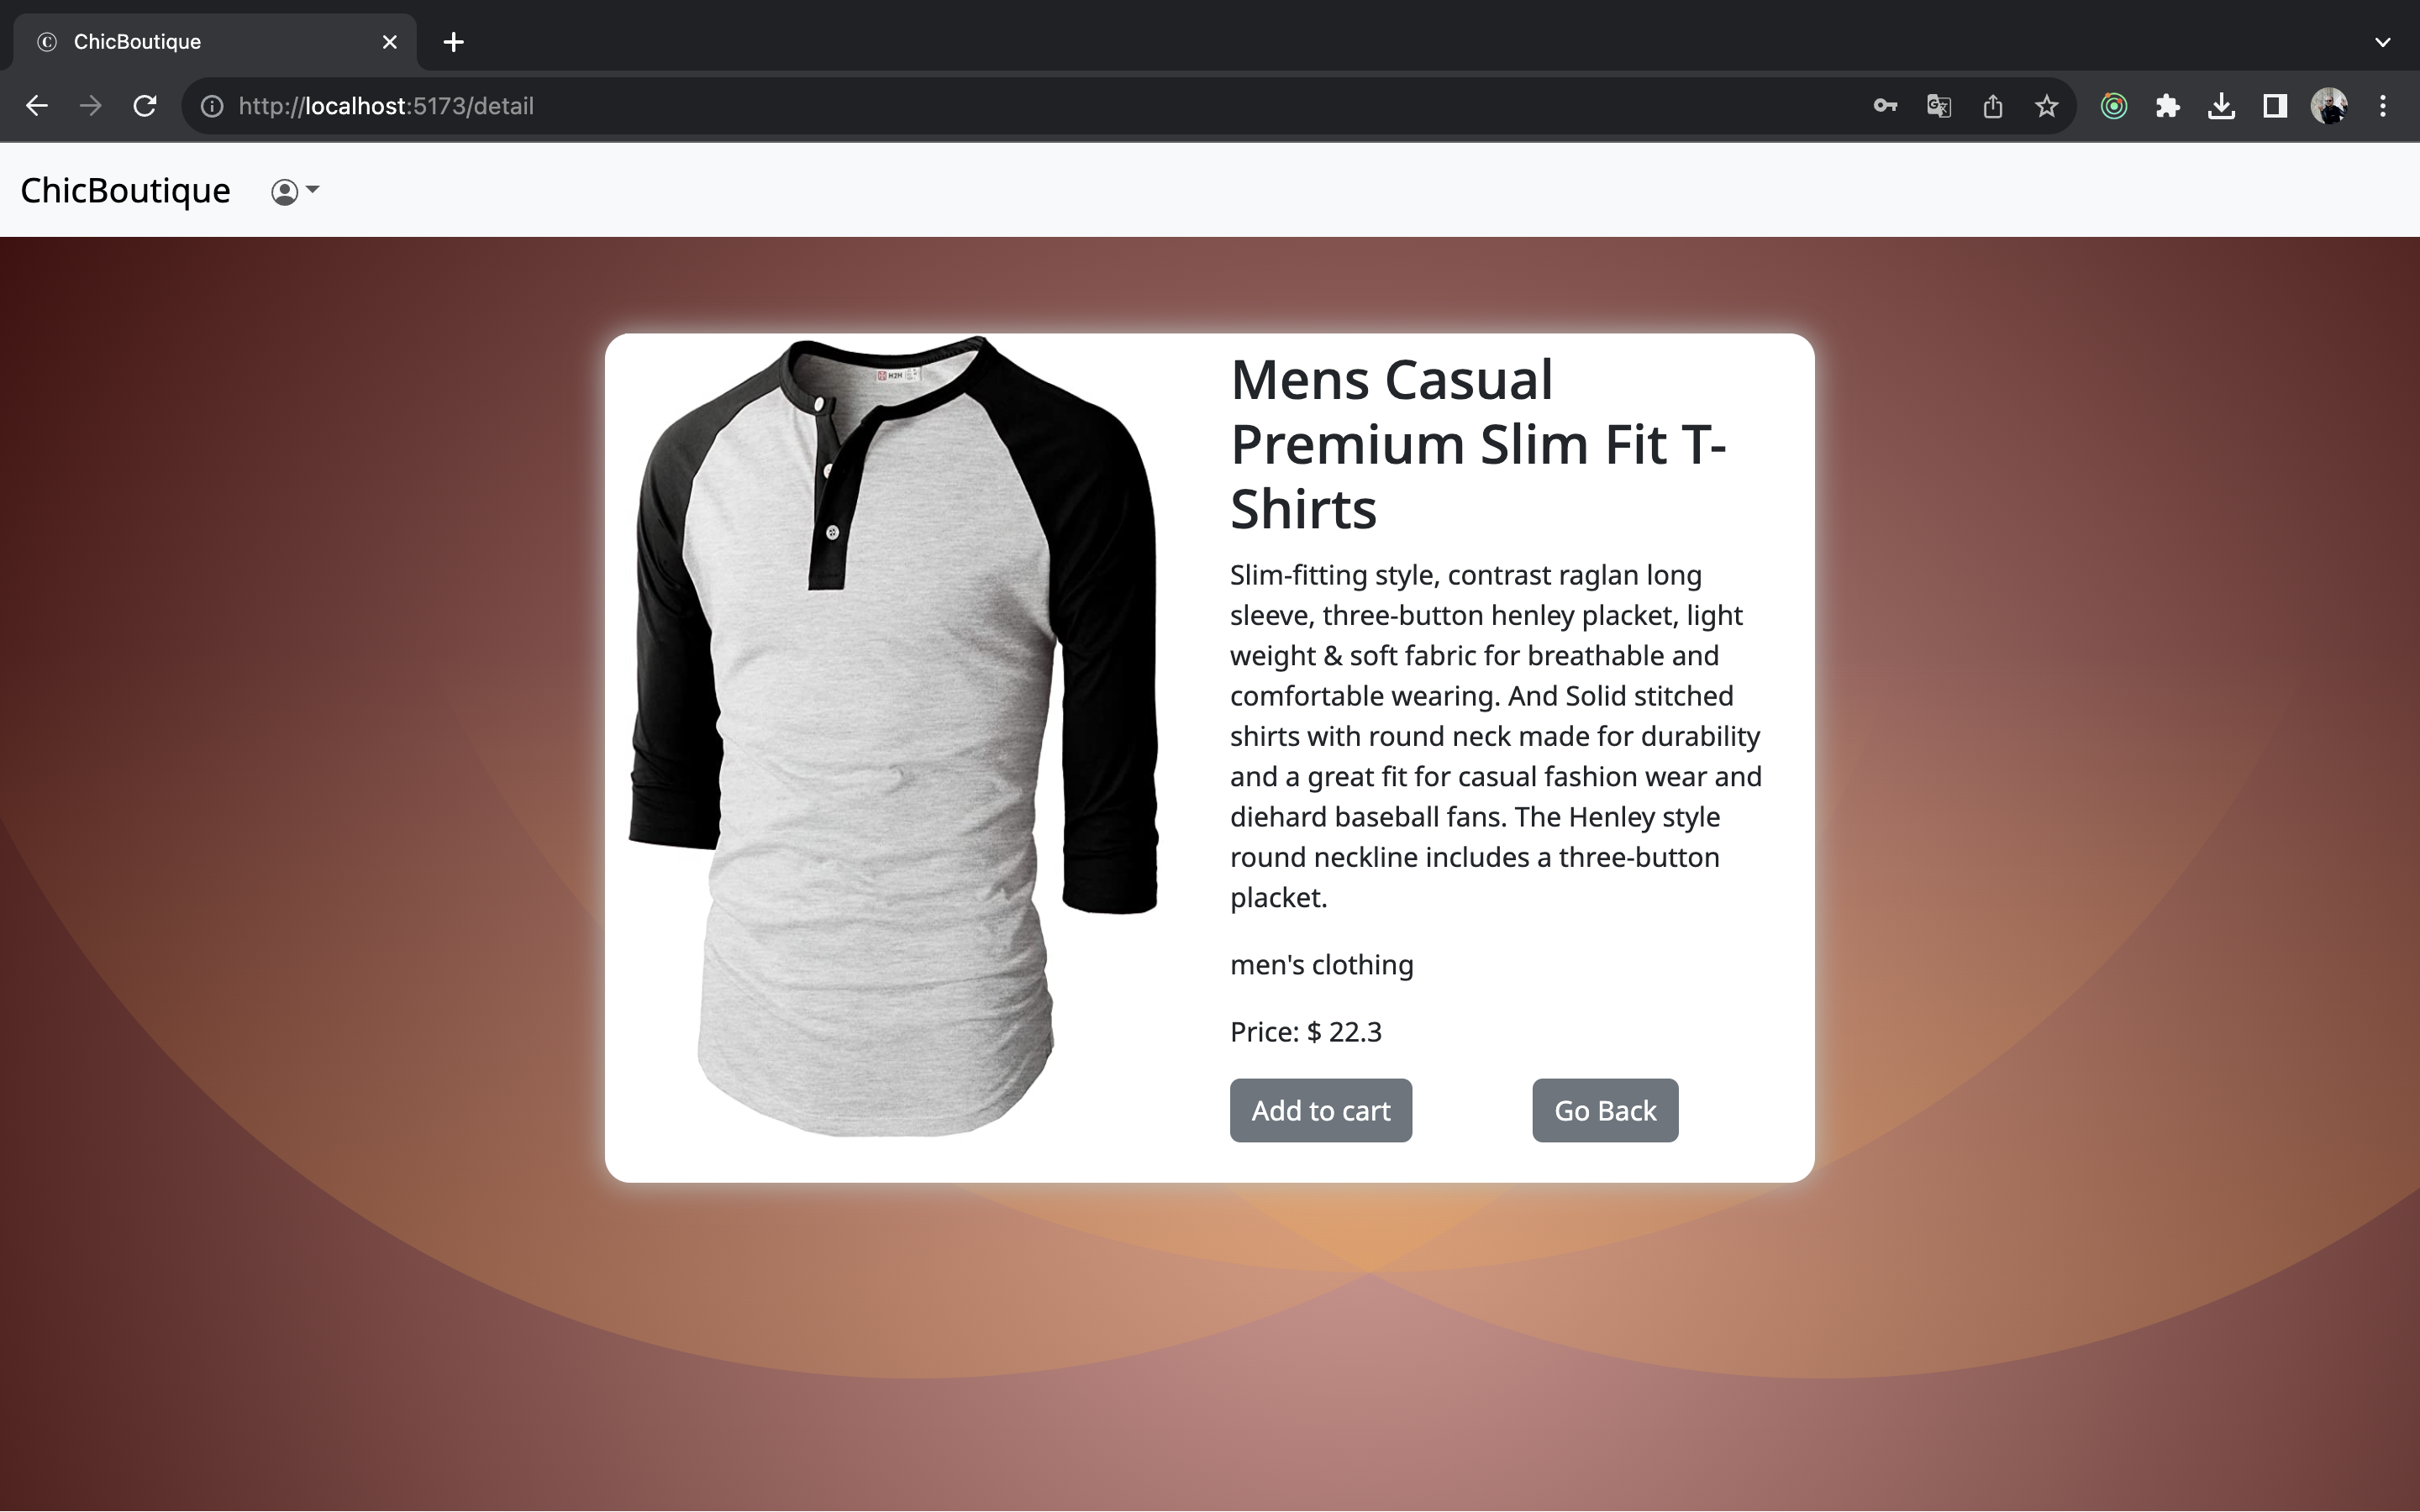 ChicBoutique
http://localhost:5173/detail
ChicBoutique
H2H
Mens Casual
Premium Slim Fit T-
Shirts
Slim-fitting style, contrast raglan long
sleeve, three-button henley placket, light
weight & soft fabric for breathable and
comfortable wearing. And Solid stitched
shirts with round neck made for durability
and a great fit for casual fashion wear and
diehard baseball fans. The Henley style
round neckline includes a three-button
placket.
men's clothing
Price: $ 22.3
Add to cart
Go Back